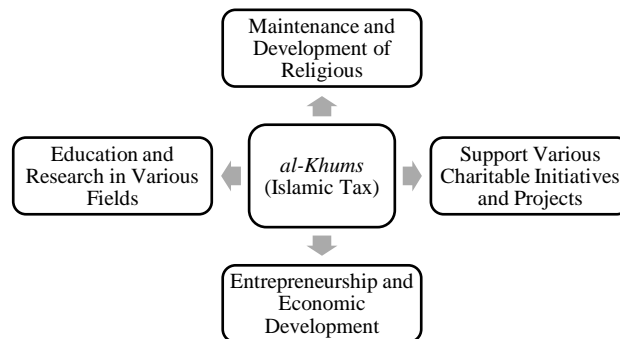 Maintenance and
Development of
Religious
Education and
Research in Various
Fields
al-Khums
(Islamic Tax)
Support Various
Charitable Initiatives
and Projects
Entrepreneurship and
Economic
Development